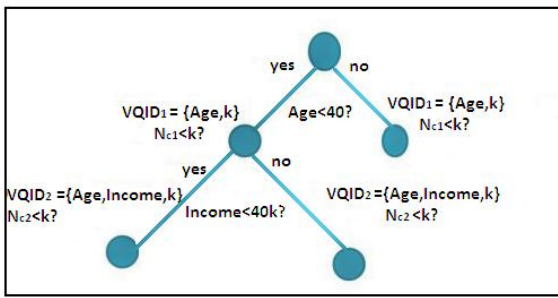 yes
no
VQID₁ = {Age,k}
Nc1<k?
Age<40?
VQID₁ = {Age,k}
Nc1<k?
yes
no
VQID₂ ={Age,Income,k}
Nc2<k?
Income<40k?
VQID₂ ={Age,Income,k}
Nc2 <k?